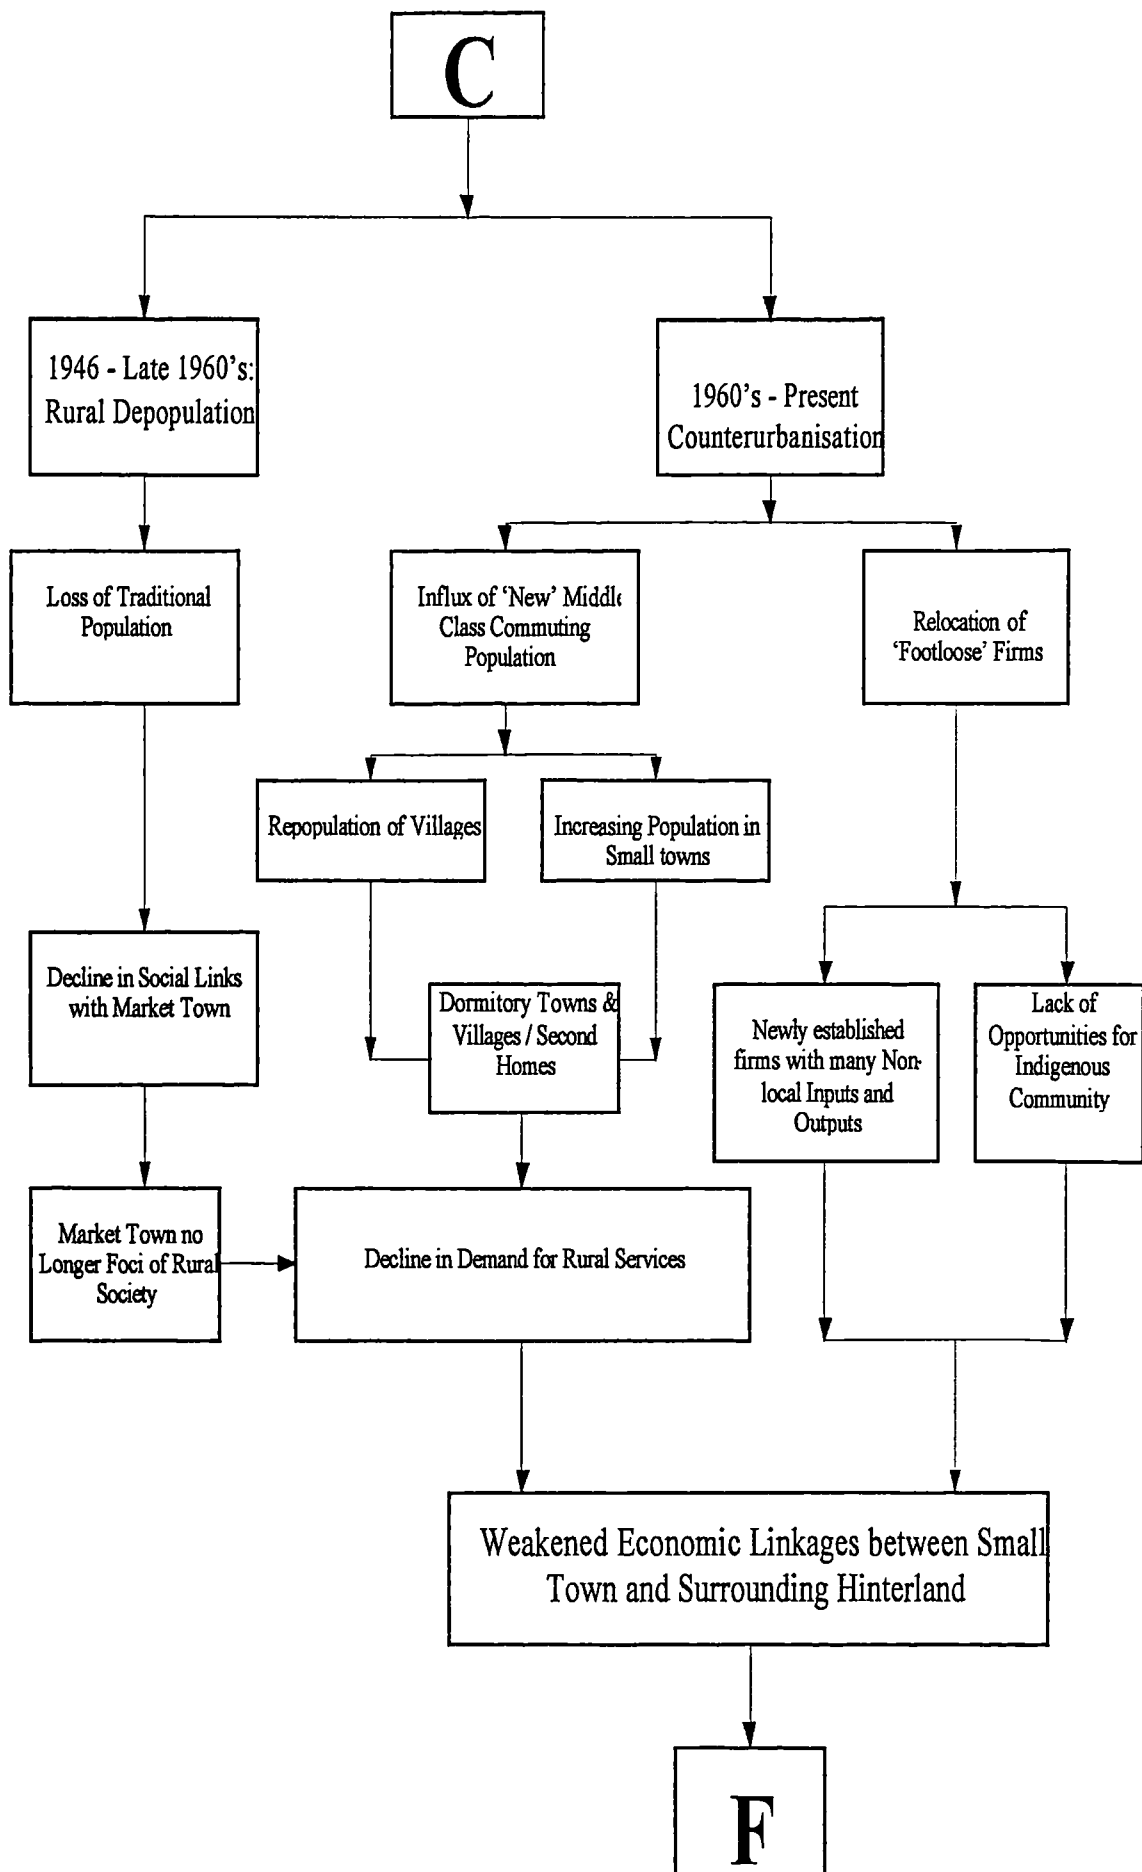 C
1946 - Late 1960's:
Rural Depopulation
1960's - Present
Counterurbanisation
Loss of Traditional
Population
Influx of 'New' Middle
Class Commuting
Population
Relocation of
'Footloose' Firms
Repopulation of Villages
Increasing Population in
Small towns
Decline in Social Links
with Market Town
Dormitory Towns &
Villages / Second
Homes
Newly established
firms with many Non-
local Inputs and
Outputs
Lack of
Opportunities for
Indigenous
Community
Market Town no
Longer Foci of Rural
Society
Decline in Demand for Rural Services
Weakened Economic Linkages between Small
Town and Surrounding Hinterland
F